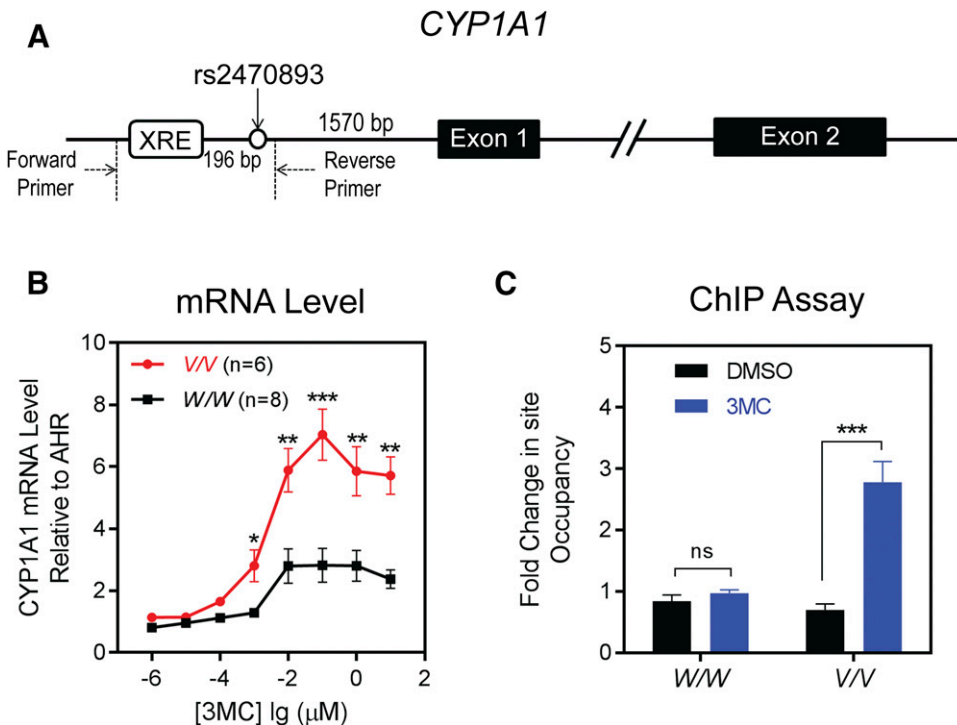 A
CYP1A1
rs2470893
1570 bp
XRE
Exon 1
Exon 2
196 bp
Forward
Primer
Reverse
Primer
B
mRNA Level
CYP1A1 mRNA Level
Relative to AHR
10
8
6
4
2
0
V/V (n=6)
W/W (n=8)
*
**
***
**
**
-6
-4
-2
0
2
[3MC] lg (μM)
C
ChIP Assay
Fold Change in site
Occupancy
5
4
3
2
1
0
DMSO
3MC
ns
***
W/W
V/V